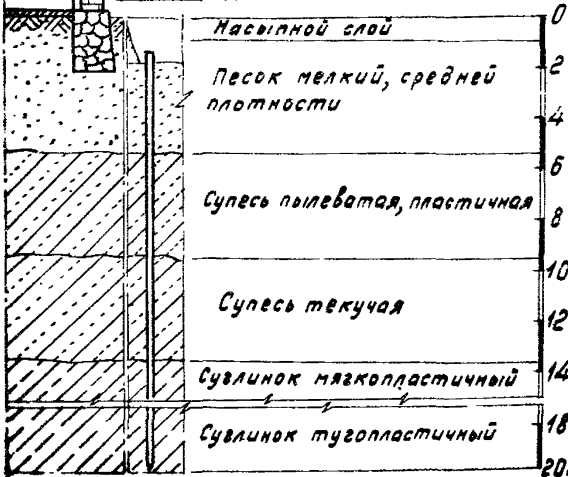 Насыпной слой
0
Песок мелкий, средней
плотности
2
4
6
Супесь пылеватая, пластичная
8
10
Супесь текучая
12
Суглинок мягкопластичный
14
Суглинок тугопластичный
18
20